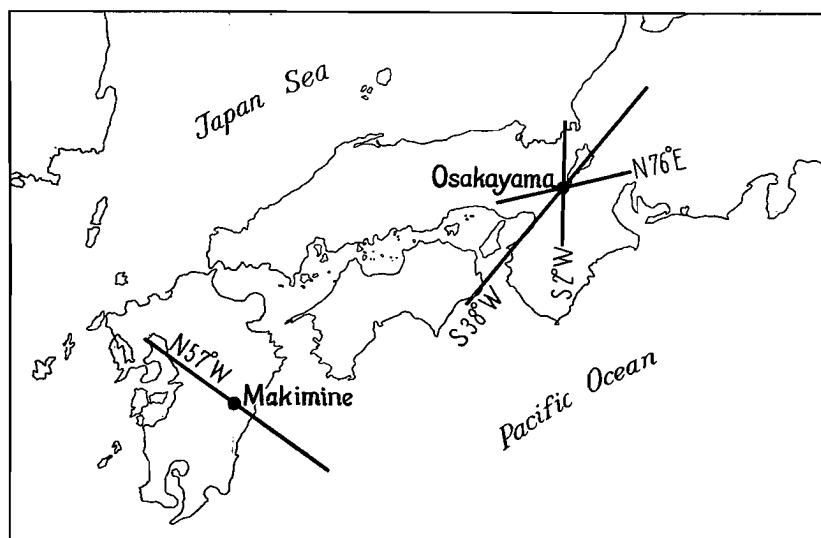 Japan Sea
Osakayama
N76°E
S2°W
S38°W
N57°W
Makimine
Pacific Ocean